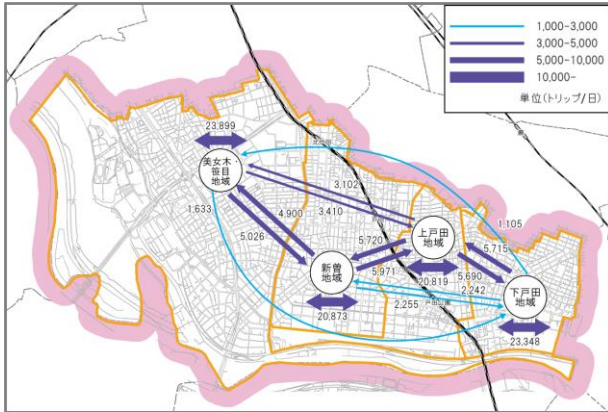 1,000-3,000
3,000-5,000
5,000-10,000
10,000-
単位(トリップ/日)
23,899
美女木・
笹目
地域
3,102
3,410
1,633
4,900
5,026
上戸田
地域
1,105
5,720
5,715
新曽
地域
5,971
20,819
5,690
2,242
下戸田
地域
2,255
20,873
23,348